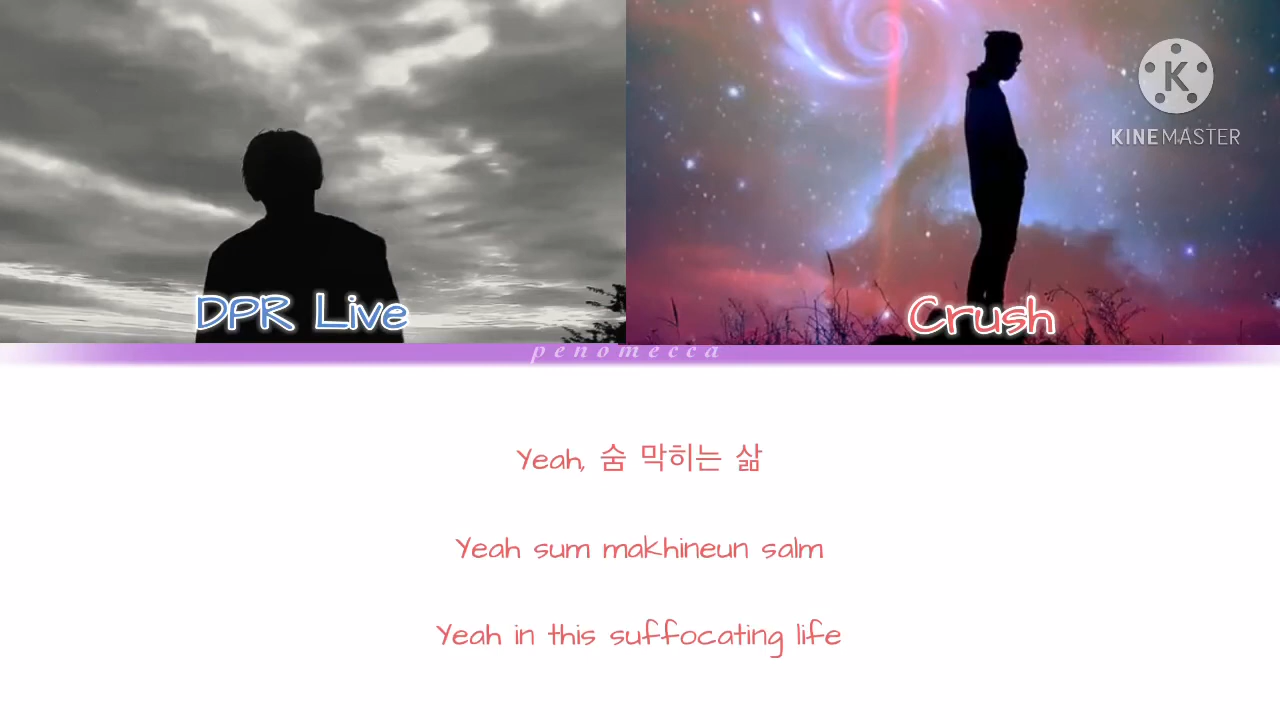 KINEMASTER
DPR Live
Crush
penomecca
Yeah, 숨 막히는 삶
Yeah sum makhineun salm
Yeah in this suffocating life